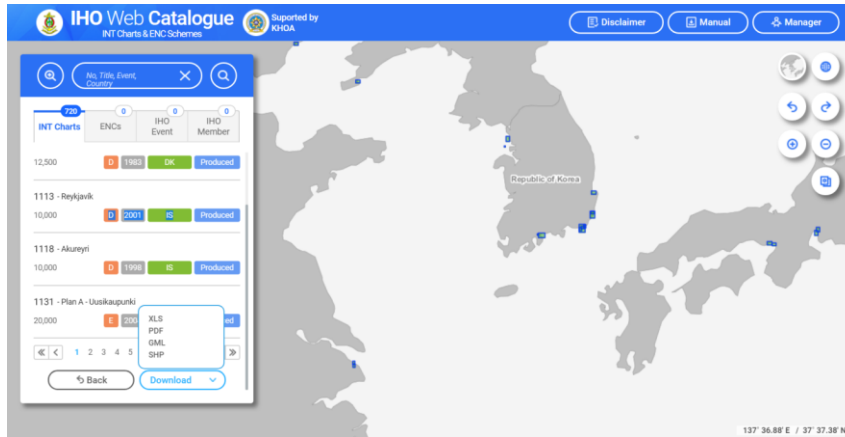 IHO Web Catalogue
INT Charts & ENC Schemes
Suported by
KHOA
Disclaimer
Manual
Manager
No, Title, Event,
Country
720
0
0
0
INT Charts
ENCs
IHO
Event
IHO
Member
12,500
D
1983
DK
Produced
1113 - Reykjavik
10,000
D
2001
IS
Produced
1118 - Akureyri
10,000
D
1998
IS
Produced
1131 - Plan A - Uusikaupunki
20,000
E
XLS
PDF
GML
SHP
1 2 3 4 5
Back
Download
Republic of Korea
137° 36.88' E / 37° 37.38' N